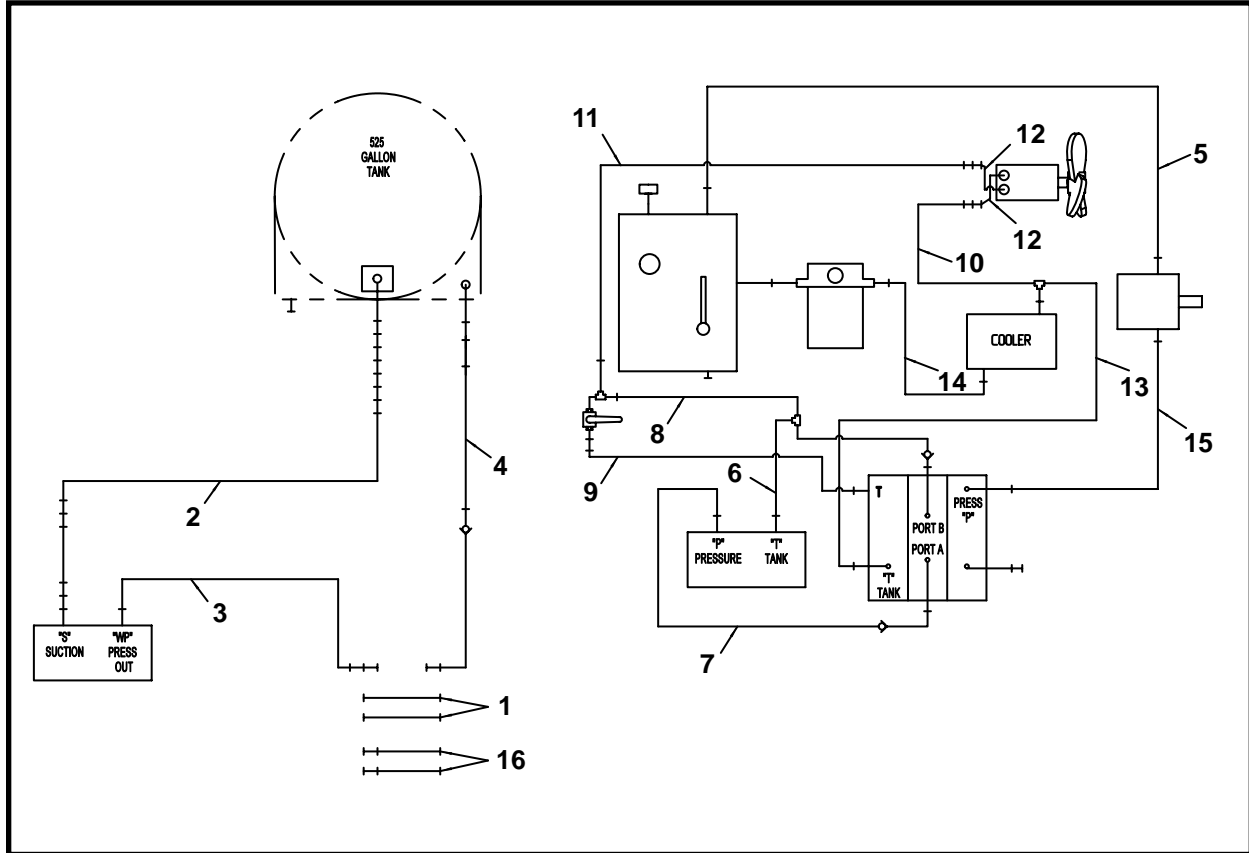 525
GALLON
TANK
11
12
5
12
10
COOLER
14
13
8
15
4
2
9
6
T
PRESS
"P"
PORT B
PORT A
"P"
PRESSURE
"T"
TANK
"T"
TANK
3
7
"S"
SUCTION
"WP"
PRESS
OUT
1
16